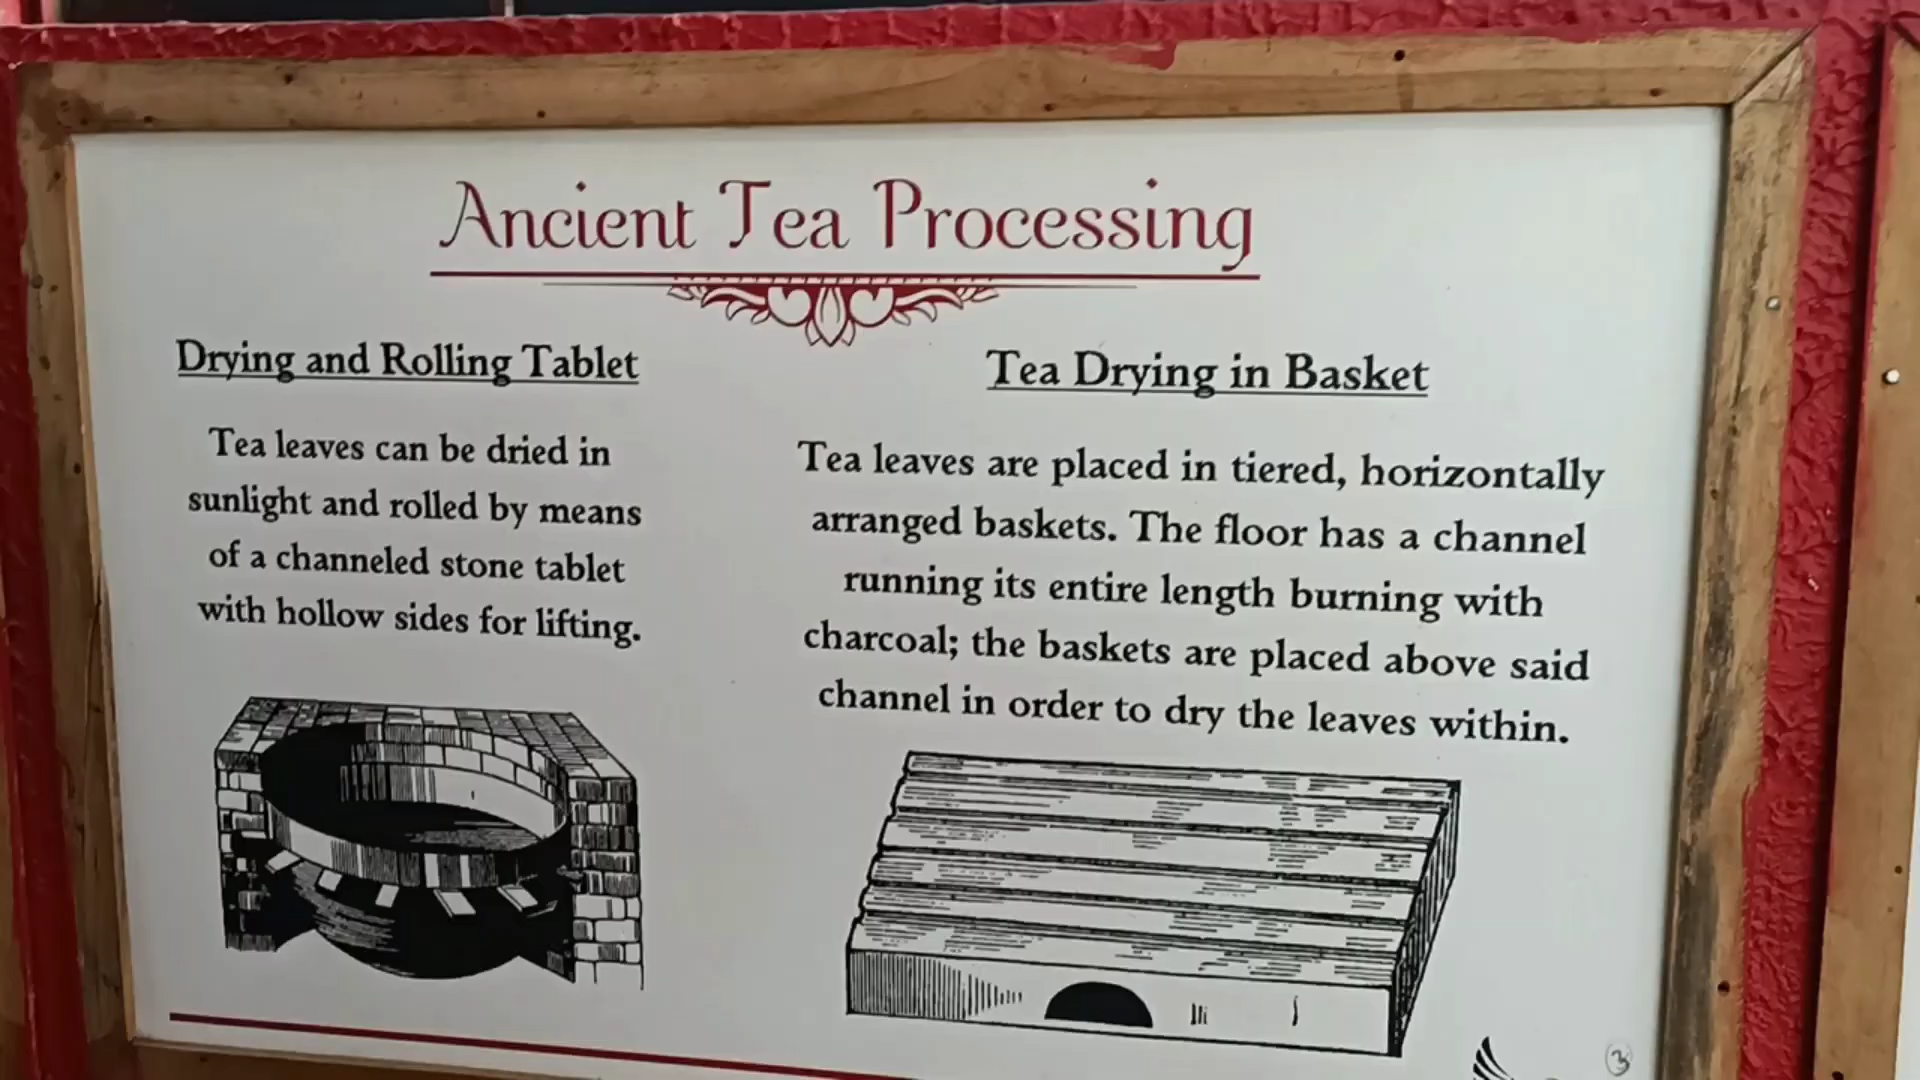 Ancient Tea Processing
Drying and Rolling Tablet
Tea leaves can be dried in
sunlight and rolled by means
of a channeled stone tablet
with hollow sides for lifting.
Tea Drying in Basket
Tea leaves are placed in tiered, horizontally
arranged baskets. The floor has a channel
running its entire length burning with
charcoal; the baskets are placed above said
channel in order to dry the leaves within.
3